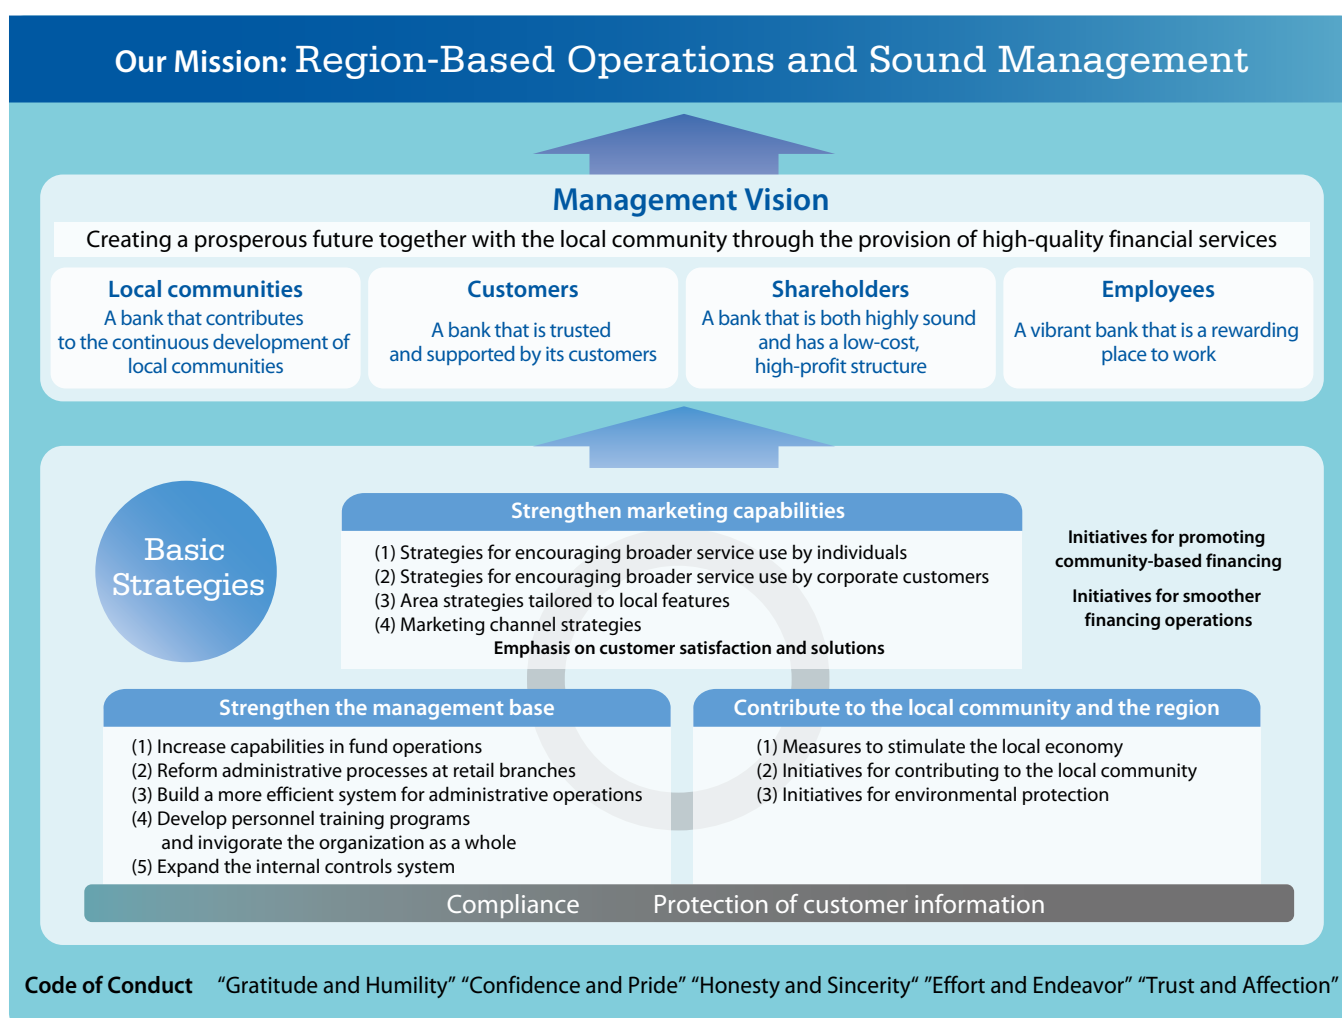 Our Mission: Region-Based Operations and Sound Management
Management Vision
Creating a prosperous future together with the local community through the provision of high-quality financial services
Local communities
A bank that contributes
to the continuous development of
local communities
Customers
A bank that is trusted
and supported by its customers
Shareholders
A bank that is both highly sound
and has a low-cost,
high-profit structure
Employees
A vibrant bank that is a rewarding
place to work
Basic
Strategies
Strengthen marketing capabilities
(1) Strategies for encouraging broader service use by individuals
(2) Strategies for encouraging broader service use by corporate customers
(3) Area strategies tailored to local features
(4) Marketing channel strategies
Emphasis on customer satisfaction and solutions
Initiatives for promoting
community-based financing
Initiatives for smoother
financing operations
Strengthen the management base
(1) Increase capabilities in fund operations
(2) Reform administrative processes at retail branches
(3) Build a more efficient system for administrative operations
(4) Develop personnel training programs
and invigorate the organization as a whole
(5) Expand the internal controls system
Contribute to the local community and the region
(1) Measures to stimulate the local economy
(2) Initiatives for contributing to the local community
(3) Initiatives for environmental protection
Compliance Protection of customer information
Code of Conduct “Gratitude and Humility” “Confidence and Pride” “Honesty and Sincerity“ ”Effort and Endeavor” “Trust and Affection”